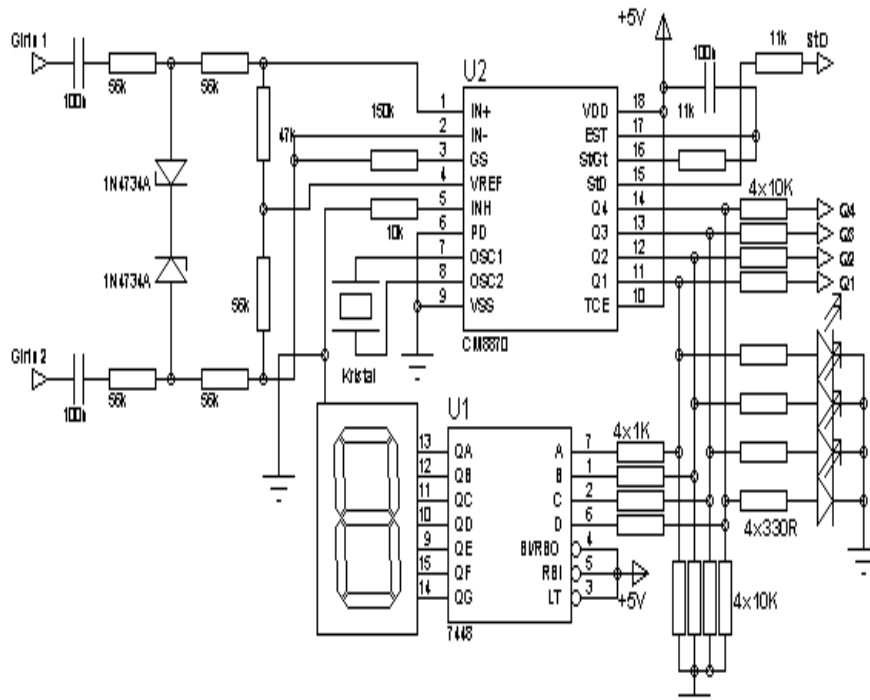 +5V
11k
StD
Giris 1
100n
56k
56k
U2
100n
150k
47k
11k
1 IN+
2 IN-
3 GS
4 VREF
5 INH
6 PD
7 OSC1
8 OSC2
9 VSS
VDD 18
EST 17
StGt 16
StD 15
Q4 14
Q3 13
Q2 12
Q1 11
TCE 10
CM8870
4x10K
Q4
Q3
Q2
Q1
1N4734A
10k
1N4734A
56k
Giris 2
100n
56k
56k
Kristal
U1
4x1K
13 QA
12 QB
11 QC
10 QD
9 QE
15 QF
14 QG
A 7
B 1
C 2
D 6
BI/RBO 4
RBI 5
LT 3
7448
+5V
4x330R
4x10K